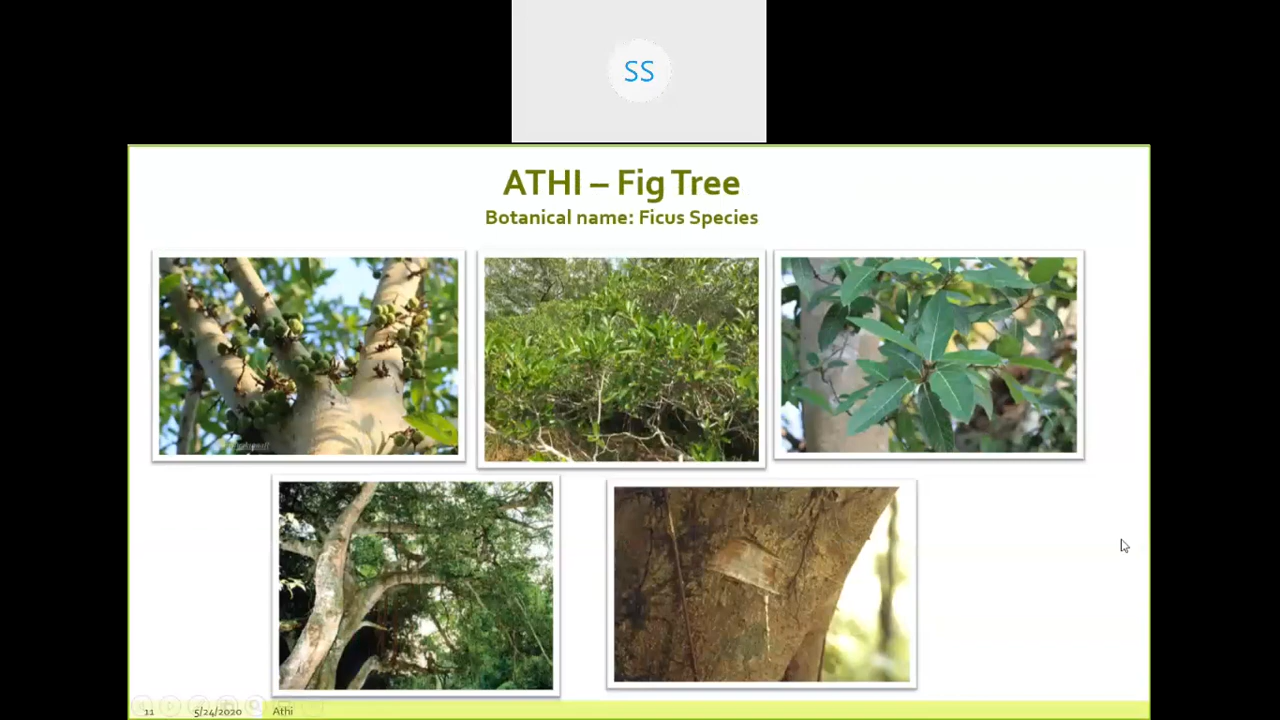 SS
ATHI – Fig Tree
Botanical name: Ficus Species
11 5/24/2020 Athi